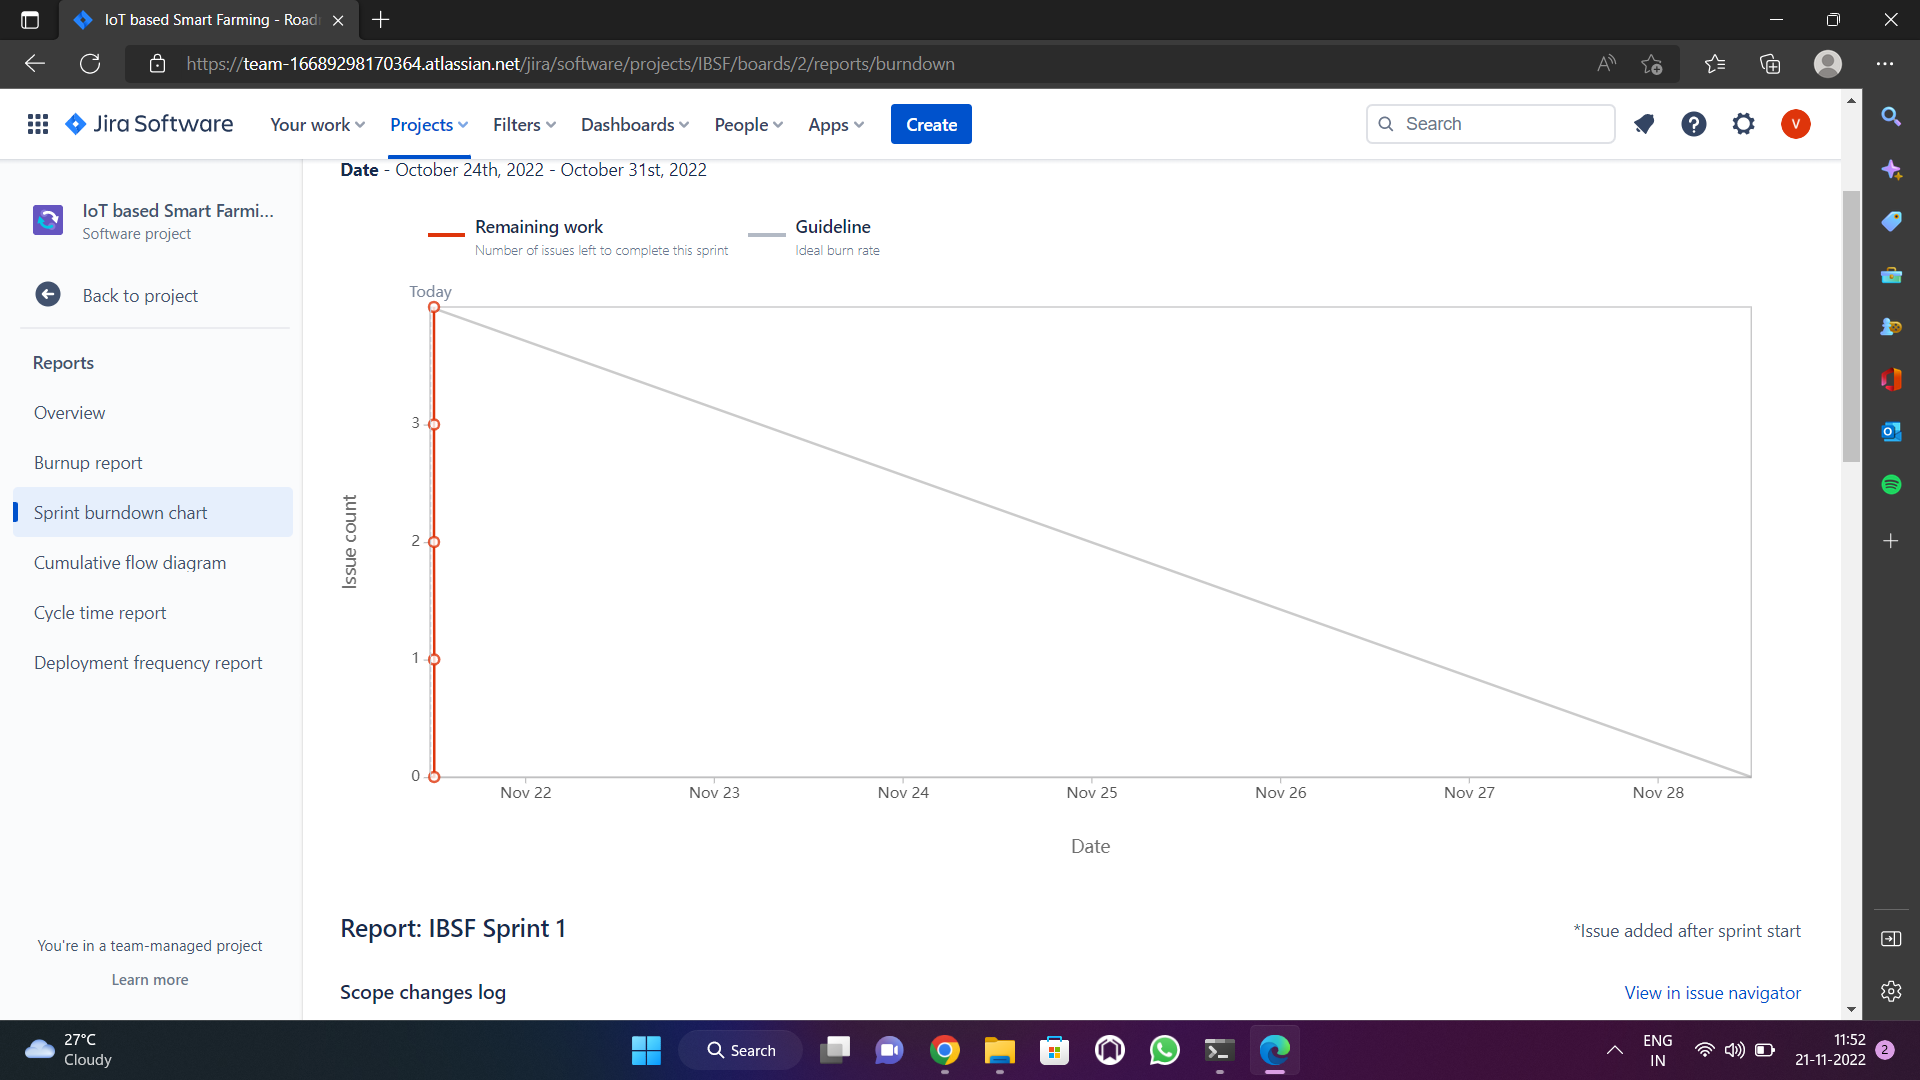 IoT based Smart Farming - Road
https://team-16689298170364.atlassian.net/jira/software/projects/IBSF/boards/2/reports/burndown
Jira Software
Your work
Projects
Filters
Dashboards
People
Apps
Create
Search
V
IoT based Smart Farmi...
Software project
Back to project
Reports
Overview
Burnup report
Sprint burndown chart
Cumulative flow diagram
Cycle time report
Deployment frequency report
You're in a team-managed project
Learn more
Date - October 24th, 2022 - October 31st, 2022
Remaining work
Number of issues left to complete this sprint
Guideline
Ideal burn rate
Today
3
2
1
0
Issue count
Nov 22
Nov 23
Nov 24
Nov 25
Nov 26
Nov 27
Nov 28
Date
Report: IBSF Sprint 1
*Issue added after sprint start
Scope changes log
View in issue navigator
27°C
Cloudy
Search
ENG
IN
11:52
21-11-2022
2